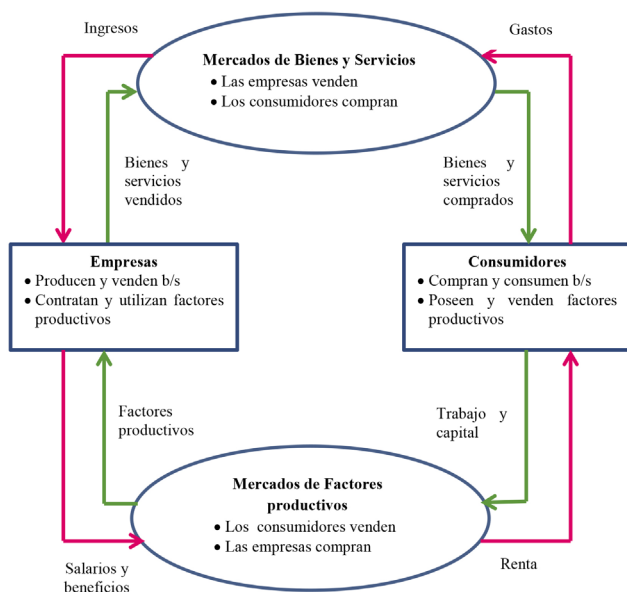 Ingresos
Gastos
Mercados de Bienes y Servicios
• Las empresas venden
• Los consumidores compran
Bienes y
servicios
vendidos
Bienes y
servicios
comprados
Empresas
• Producen y venden b/s
• Contratan y utilizan factores
productivos
Consumidores
• Compran y consumen b/s
• Poseen y venden factores
productivos
Factores
productivos
Trabajo y
capital
Mercados de Factores
productivos
• Los consumidores venden
• Las empresas compran
Salarios y
beneficios
Renta